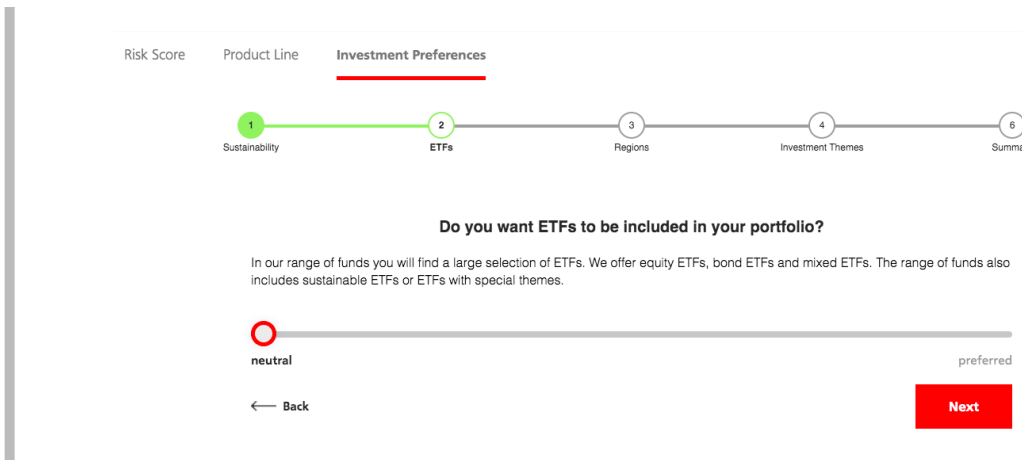 Risk Score Product Line Investment Preferences
1 2 3 4 6
Sustainability ETFs Regions Investment Themes
Do you want ETFs to be included in your portfolio?
In our range of funds you will find a large selection of ETFs. We offer equity ETFs, bond ETFs and mixed ETFs. The range of funds also
includes sustainable ETFs or ETFs with special themes.
neutral preferred
Back Next